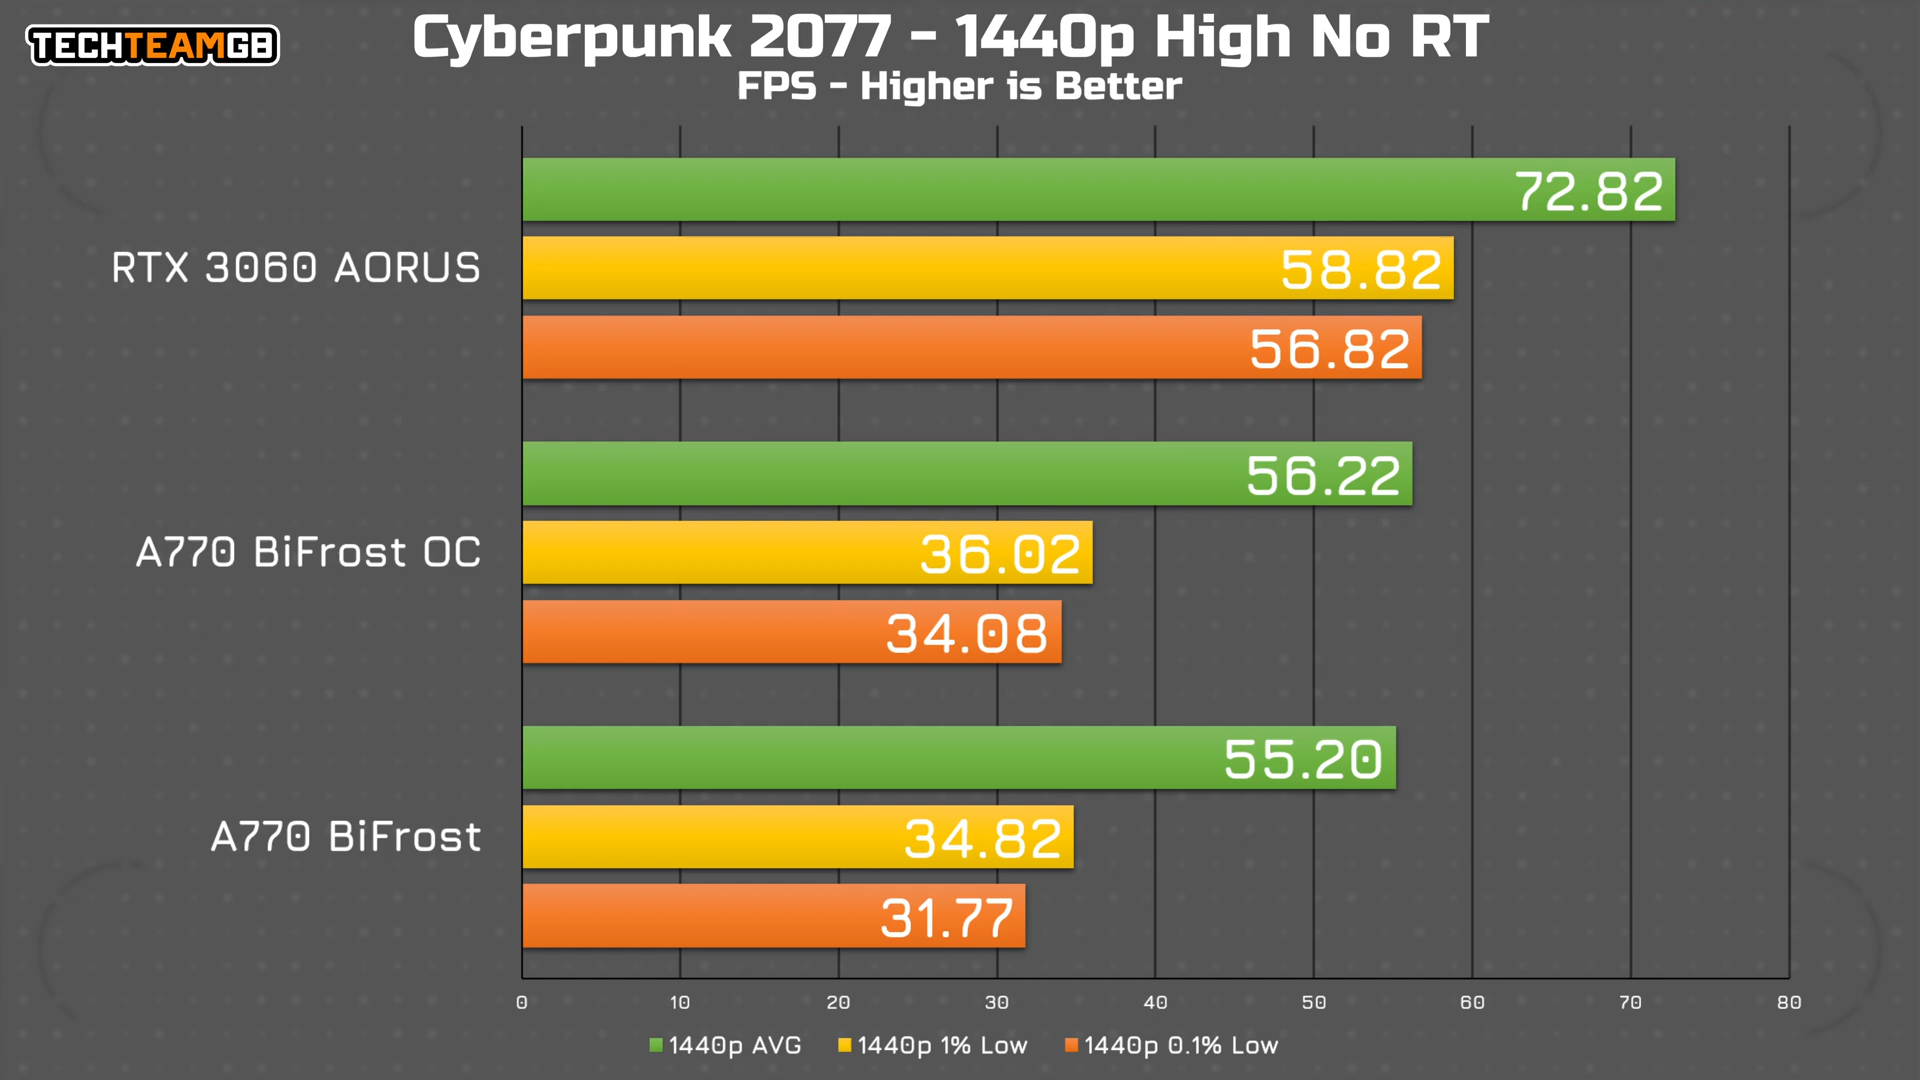 TECHTEAMGB
Cyberpunk 2077 - 1440p High No RT
FPS - Higher is Better
RTX 3060 AORUS
72.82
58.82
56.82
A770 BiFrost OC
56.22
36.02
34.08
A770 BiFrost
55.20
34.82
31.77
0 10 20 30 40 50 60 70 80
1440p AVG 1440p 1% Low 1440p 0.1% Low